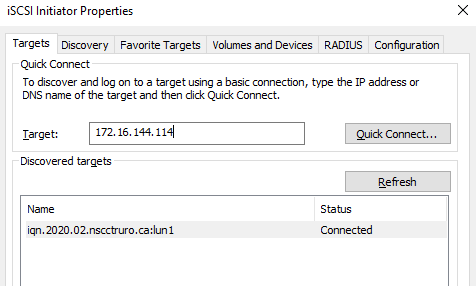 iSCSI Initiator Properties
Targets Discovery Favorite Targets Volumes and Devices RADIUS Configuration
Quick Connect
To discover and log on to a target using a basic connection, type the IP address or
DNS name of the target and then click Quick Connect.
Target: 172.16.144.114 Quick Connect...
Discovered targets
Refresh
Name Status
iqn.2020.02.nscctruro.ca:lun1 Connected